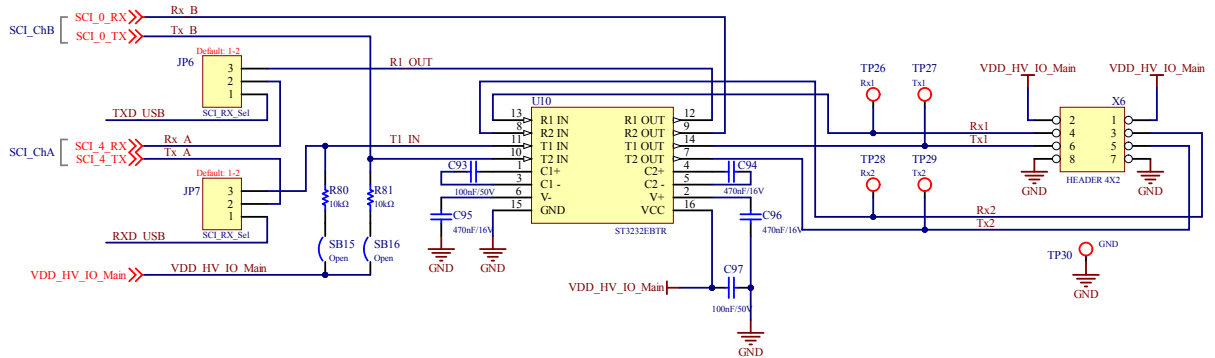 SCI_ChB
SCI_0_RX
Rx_B
SCI_0_TX
Tx_B
Default: 1-2
JP6
3
2
1
SCI_RX_Sel
TXD_USB
R1_OUT
SCI_ChA
SCI_4_RX
Rx_A
SCI_4_TX
Tx_A
T1_IN
Default: 1-2
JP7
3
2
1
SCI_RX_Sel
RXD_USB
R80
10kΩ
R81
10kΩ
SB15
Open
SB16
Open
VDD_HV_IO_Main
VDD_HV_IO_Main
U10
13 R1 IN R1 OUT 12
8 R2 IN R2 OUT 9
11 T1 IN T1 OUT 14
10 T2 IN T2 OUT 7
1 C1+ C2+ 4
3 C1 - C2 - 5
6 V- V+ 2
15 GND VCC 16
ST3232EBTR
C93
100nF/50V
C95
470nF/16V
GND
GND
C94
470nF/16V
C96
470nF/16V
C97
100nF/50V
VDD_HV_IO_Main
GND
TP26
Rx1
TP27
Tx1
TP28
Rx2
TP29
Tx2
Rx1
Tx1
Rx2
Tx2
VDD_HV_IO_Main
VDD_HV_IO_Main
X6
2 1
4 3
6 5
8 7
HEADER 4X2
GND
GND
TP30
GND
GND